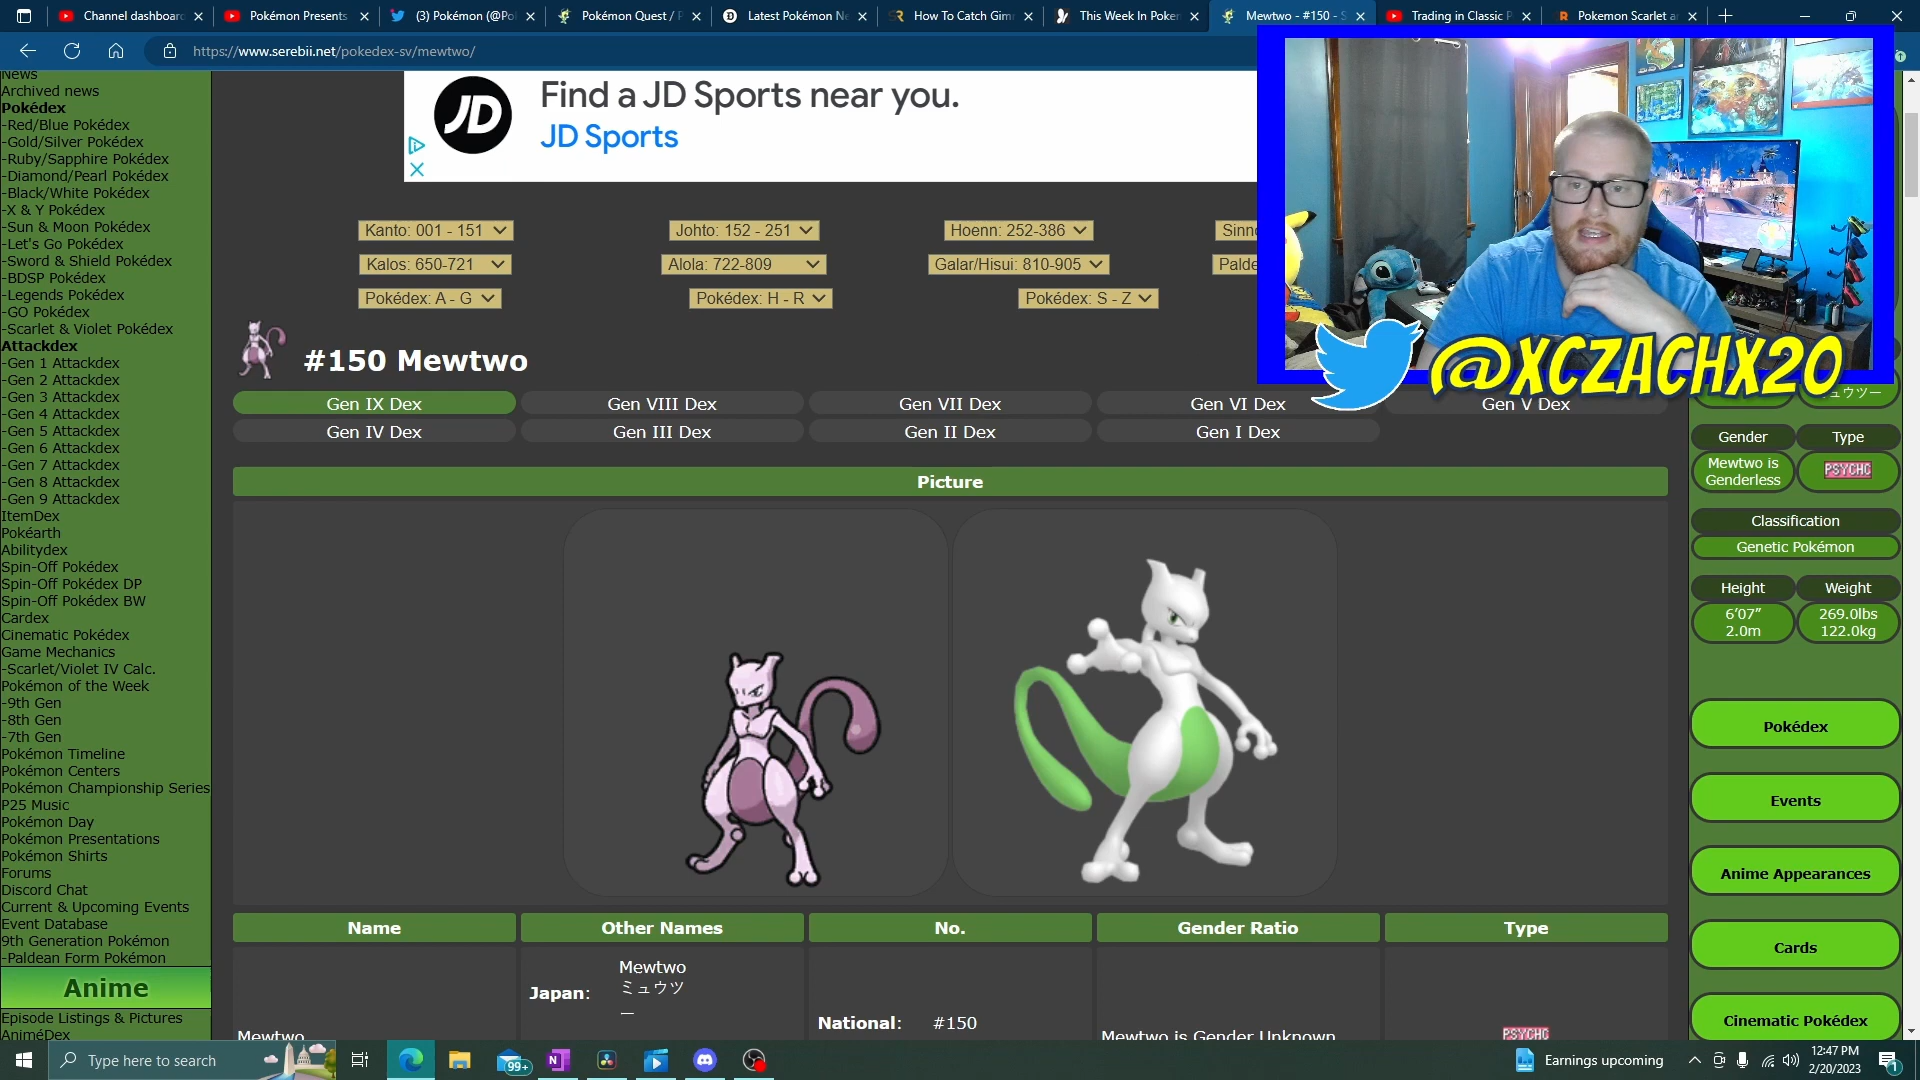 Channel dashboard
Pokémon Presents
(3) Pokémon (@Po
Pokémon Quest / P
Latest Pokémon Ne
How To Catch Gim
This Week In Poker
Mewtwo - #150 - S
Trading in Classic P
Pokemon Scarlet a
https://www.serebii.net/pokedex-sv/mewtwo/
News
Archived news
Pokédex
-Red/Blue Pokédex
-Gold/Silver Pokédex
-Ruby/Sapphire Pokédex
-Diamond/Pearl Pokédex
-Black/White Pokédex
-X & Y Pokédex
-Sun & Moon Pokédex
-Let's Go Pokédex
-Sword & Shield Pokédex
-BDSP Pokédex
-Legends Pokédex
-GO Pokédex
-Scarlet & Violet Pokédex
Attackdex
-Gen 1 Attackdex
-Gen 2 Attackdex
-Gen 3 Attackdex
-Gen 4 Attackdex
-Gen 5 Attackdex
-Gen 6 Attackdex
-Gen 7 Attackdex
-Gen 8 Attackdex
-Gen 9 Attackdex
ItemDex
Pokéarth
Abilitydex
Spin-Off Pokédex
Spin-Off Pokédex DP
Spin-Off Pokédex BW
Cardex
Cinematic Pokédex
Game Mechanics
-Scarlet/Violet IV Calc.
Pokémon of the Week
-9th Gen
-8th Gen
-7th Gen
Pokémon Timeline
Pokémon Centers
Pokémon Championship Series
P25 Music
Pokémon Day
Pokémon Presentations
Pokémon Shirts
Forums
Discord Chat
Current & Upcoming Events
Event Database
9th Generation Pokémon
-Paldean Form Pokémon
Anime
Episode Listings & Pictures
AniméDex
JD
Find a JD Sports near you.
JD Sports
Kanto: 001 - 151
Johto: 152 - 251
Hoenn: 252-386
Sinno
Kalos: 650-721
Alola: 722-809
Galar/Hisui: 810-905
Palde
Pokédex: A - G
Pokédex: H - R
Pokédex: S - Z
#150 Mewtwo
@XCZACHX20
Gen IX Dex
Gen VIII Dex
Gen VII Dex
Gen VI Dex
Gen V Dex
Gen IV Dex
Gen III Dex
Gen II Dex
Gen I Dex
Picture
Name
Other Names
No.
Gender Ratio
Type
Mewtwo
Japan:
Mewtwo
ミュウツ
ー
National:
#150
Mewtwo is Gender Unknown
PSYCHC
ュウツー
Gender
Type
Mewtwo is
Genderless
PSYCHC
Classification
Genetic Pokémon
Height
Weight
6'07"
2.0m
269.0lbs
122.0kg
Pokédex
Events
Anime Appearances
Cards
Cinematic Pokédex
Type here to search
99+
N
Earnings upcoming
12:47 PM
2/20/2023
1